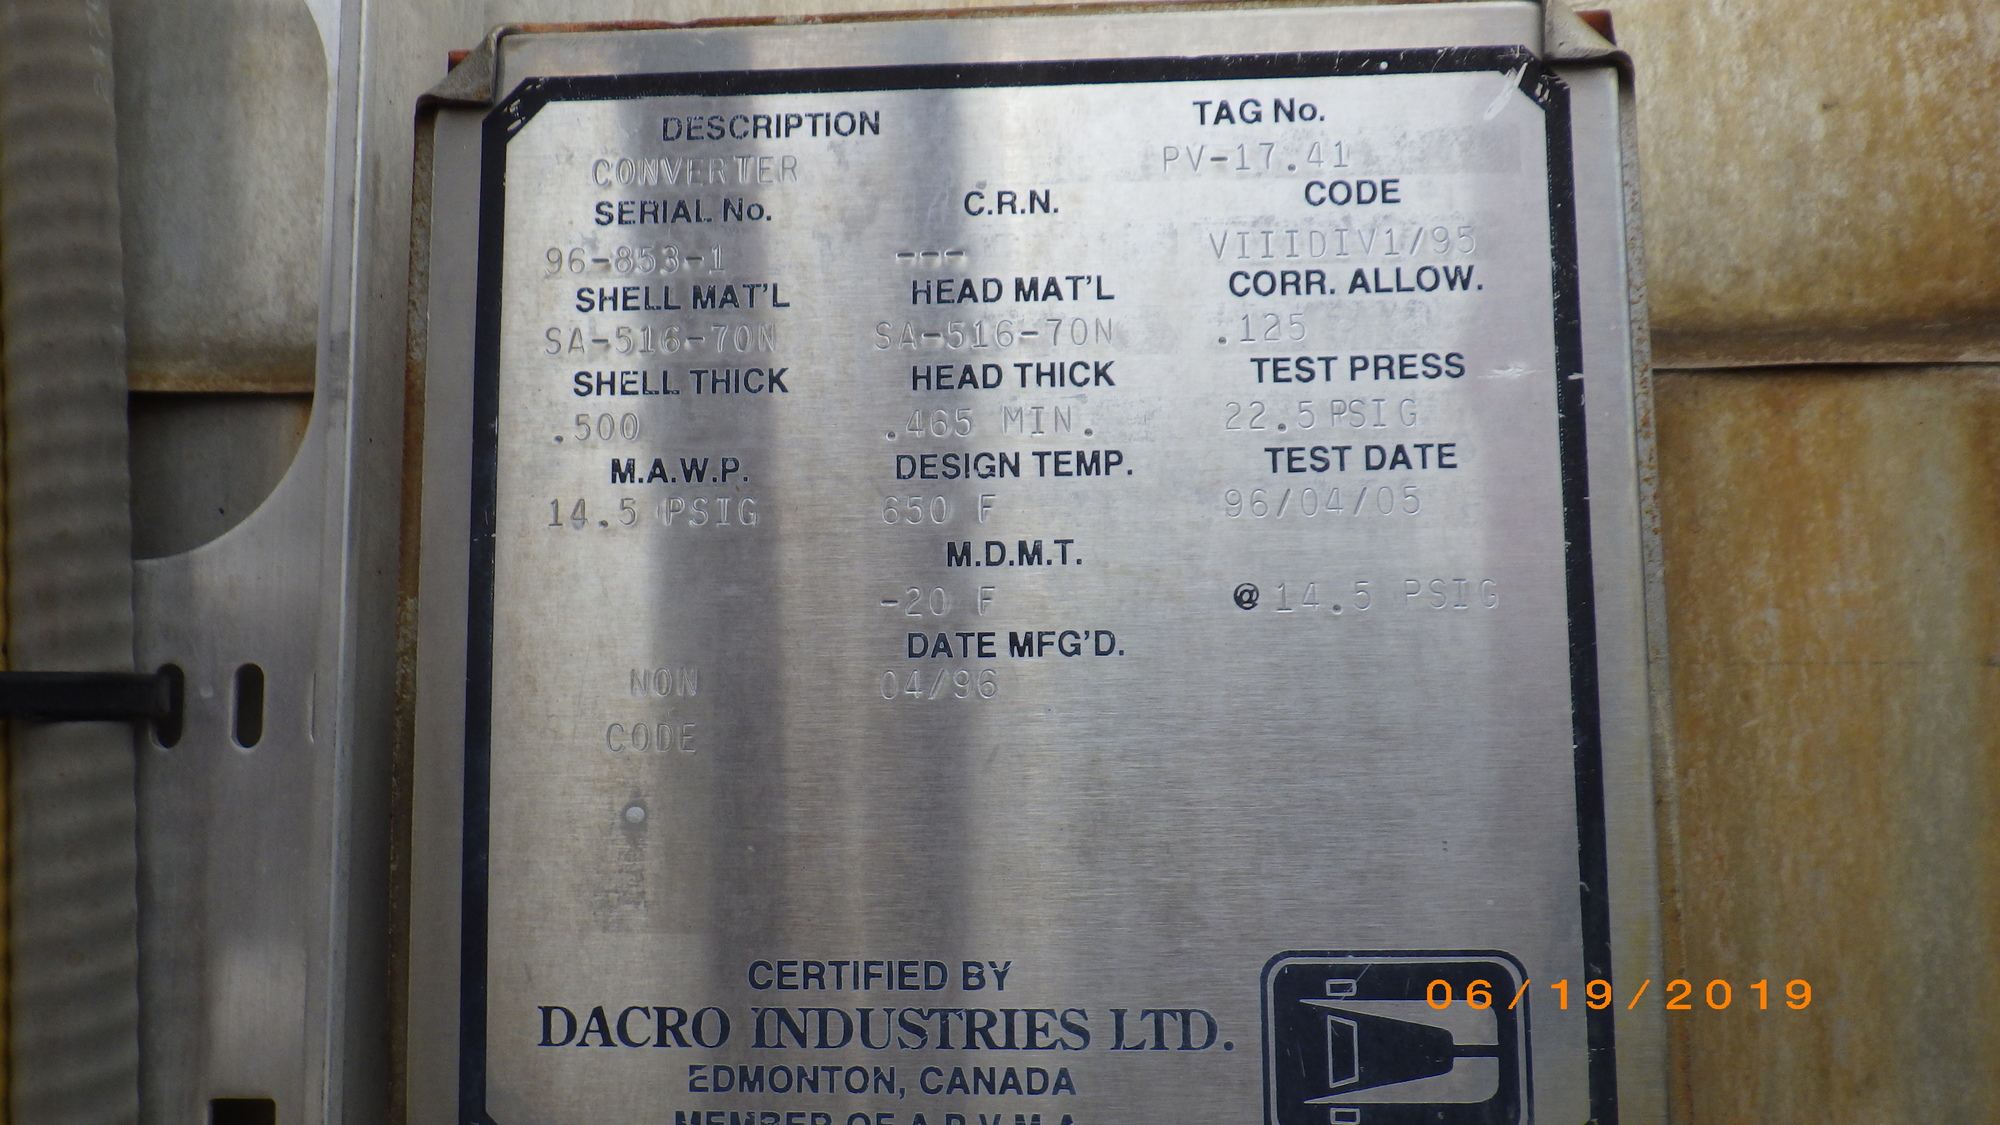 DESCRIPTION TAG No.
CONVERTER PV-17.41
SERIAL No. C.R.N. CODE
96-853-1 --- VIIIDIV1/95
SHELL MAT'L HEAD MAT'L CORR. ALLOW.
SA-516-70N SA-516-70N .125
SHELL THICK HEAD THICK TEST PRESS
.500 .465 MIN. 22.5 PSIG
M.A.W.P. DESIGN TEMP. TEST DATE
14.5 PSIG 650 F 96/04/05
M.D.M.T.
-20 F @ 14.5 PSIG
DATE MFG'D.
NON 04/96
CODE
CERTIFIED BY
DACRO INDUSTRIES LTD.
EDMONTON, CANADA
MEMBER OF A.P.V.M.A.
06/19/2019